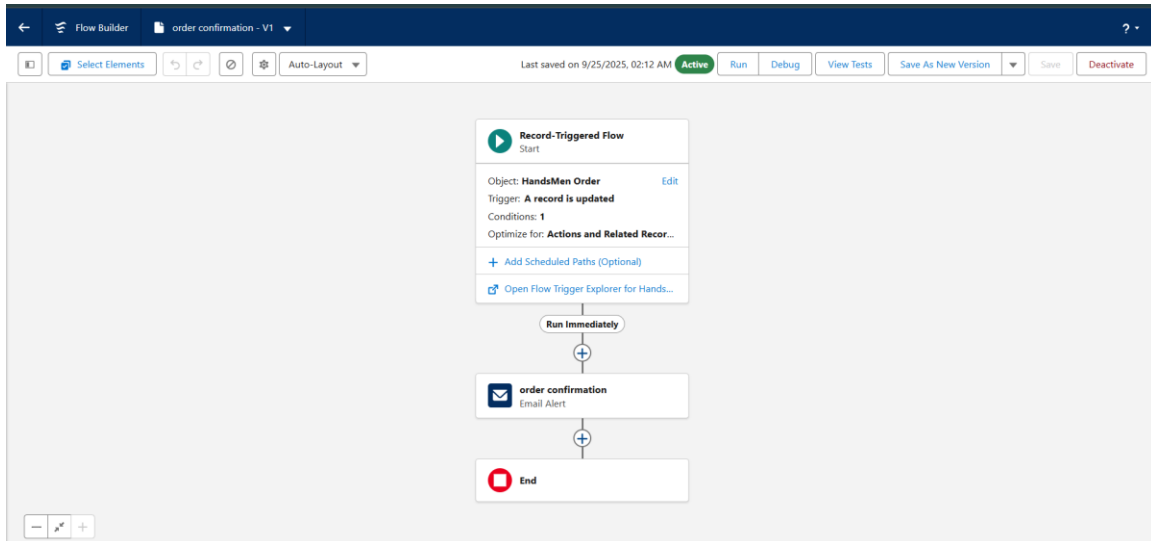 Flow Builder
order confirmation - V1
?
Select Elements
Auto-Layout
Last saved on 9/25/2025, 02:12 AM
Active
Run
Debug
View Tests
Save As New Version
Save
Deactivate
Record-Triggered Flow
Start
Object: HandsMen Order
Edit
Trigger: A record is updated
Conditions: 1
Optimize for: Actions and Related Recor...
+ Add Scheduled Paths (Optional)
Open Flow Trigger Explorer for Hands...
Run Immediately
order confirmation
Email Alert
End